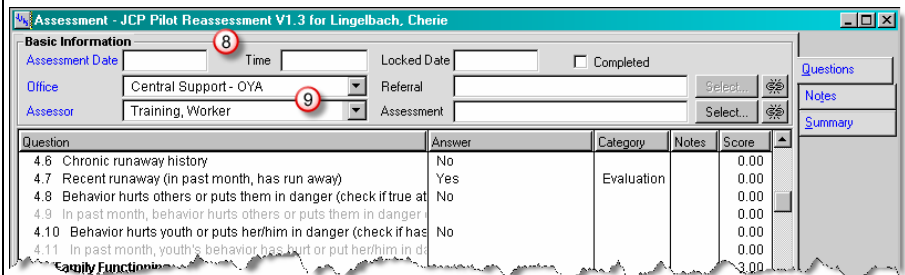 Assessment - JCP Pilot Reassessment V1.3 for Lingelbach, Cherie
Basic Information
8
Assessment Date Time Locked Date Completed
Office Central Support - OYA Referral Select...
9
Assessor Training, Worker Assessment Select...
Questions
Notes
Summary
Question Answer Category Notes Score
4.6 Chronic runaway history No 0.00
4.7 Recent runaway (in past month, has run away) Yes Evaluation 0.00
4.8 Behavior hurts others or puts them in danger (check if true at No 0.00
4.9 In past month, behavior hurts others or puts them in danger 0.00
4.10 Behavior hurts youth or puts her/him in danger (check if has No 0.00
4.11 In past month, youth's behavior has hurt or put her/him in da 0.00
Family Functioning 3.00